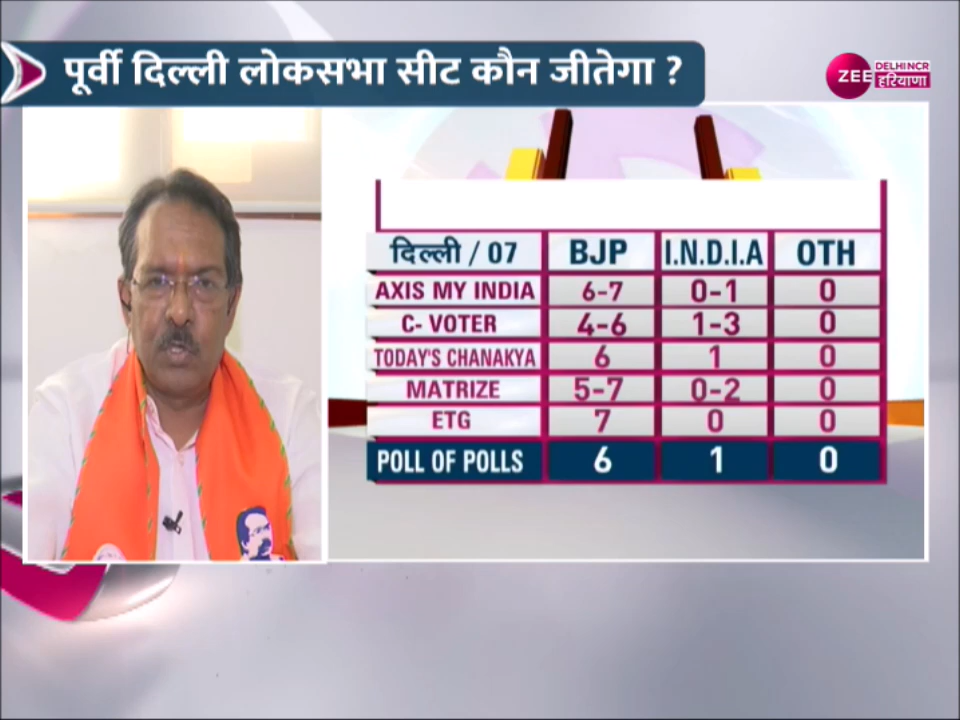 पूर्वी दिल्ली लोकसभा सीट कौन जीतेगा ?
ZEE DELHI NCR हरियाणा
दिल्ली / 07 BJP I.N.D.I.A OTH
AXIS MY INDIA 6-7 0-1 0
C- VOTER 4-6 1-3 0
TODAY'S CHANAKYA 6 1 0
MATRIZE 5-7 0-2 0
ETG 7 0 0
POLL OF POLLS 6 1 0